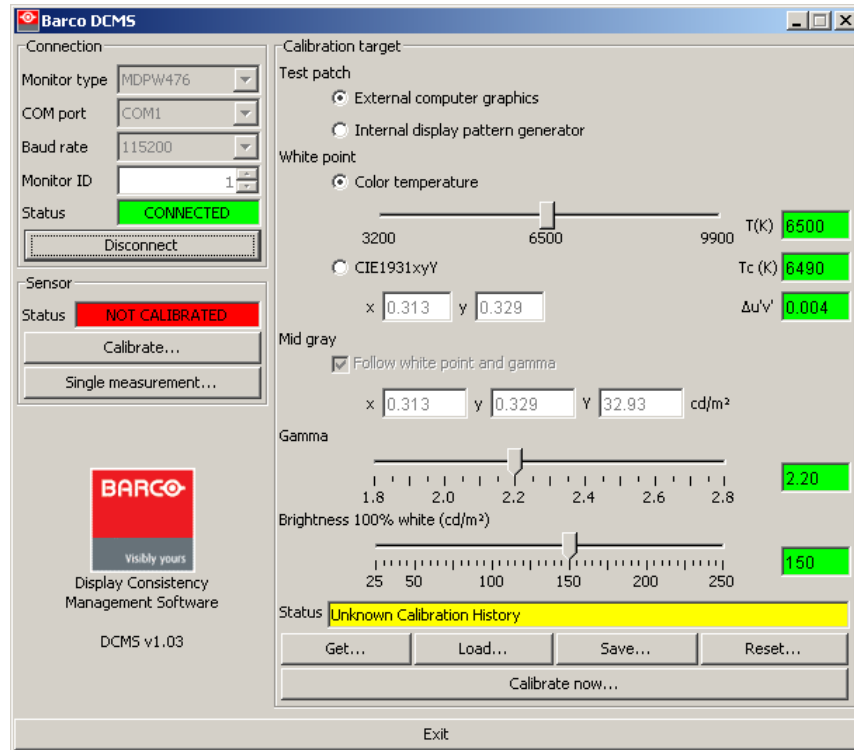 Barco DCMS
Connection
Monitor type MDPW476
COM port COM1
Baud rate 115200
Monitor ID 1
Status CONNECTED
Disconnect
Sensor
Status NOT CALIBRATED
Calibrate...
Single measurement...
BARCO
Visibly yours
Display Consistency
Management Software
DCMS v1.03
Calibration target
Test patch
External computer graphics
Internal display pattern generator
White point
Color temperature
3200 6500 9900 T(K) 6500
CIE1931xyY Tc (K) 6490
x 0.313 y 0.329 Δu'v' 0.004
Mid gray
Follow white point and gamma
x 0.313 y 0.329 Y 32.93 cd/m²
Gamma
2.20
1.8 2.0 2.2 2.4 2.6 2.8
Brightness 100% white (cd/m²)
150
25 50 100 150 200 250
Status Unknown Calibration History
Get... Load... Save... Reset...
Calibrate now...
Exit